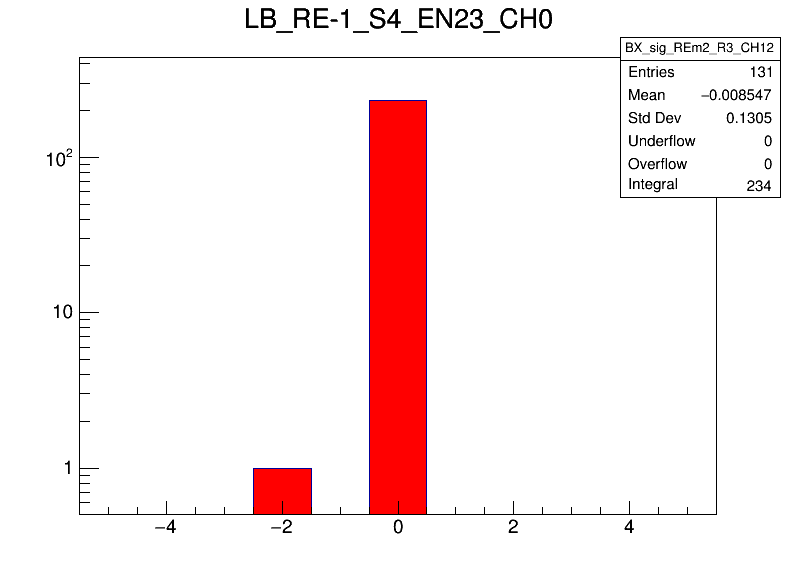 LB_RE-1_S4_EN23_CH0
BX_sig_REm2_R3_CH12
Entries 131
Mean −0.008547
Std Dev 0.1305
Underflow 0
Overflow 0
Integral 234
10²
10
1
−4 −2 0 2 4